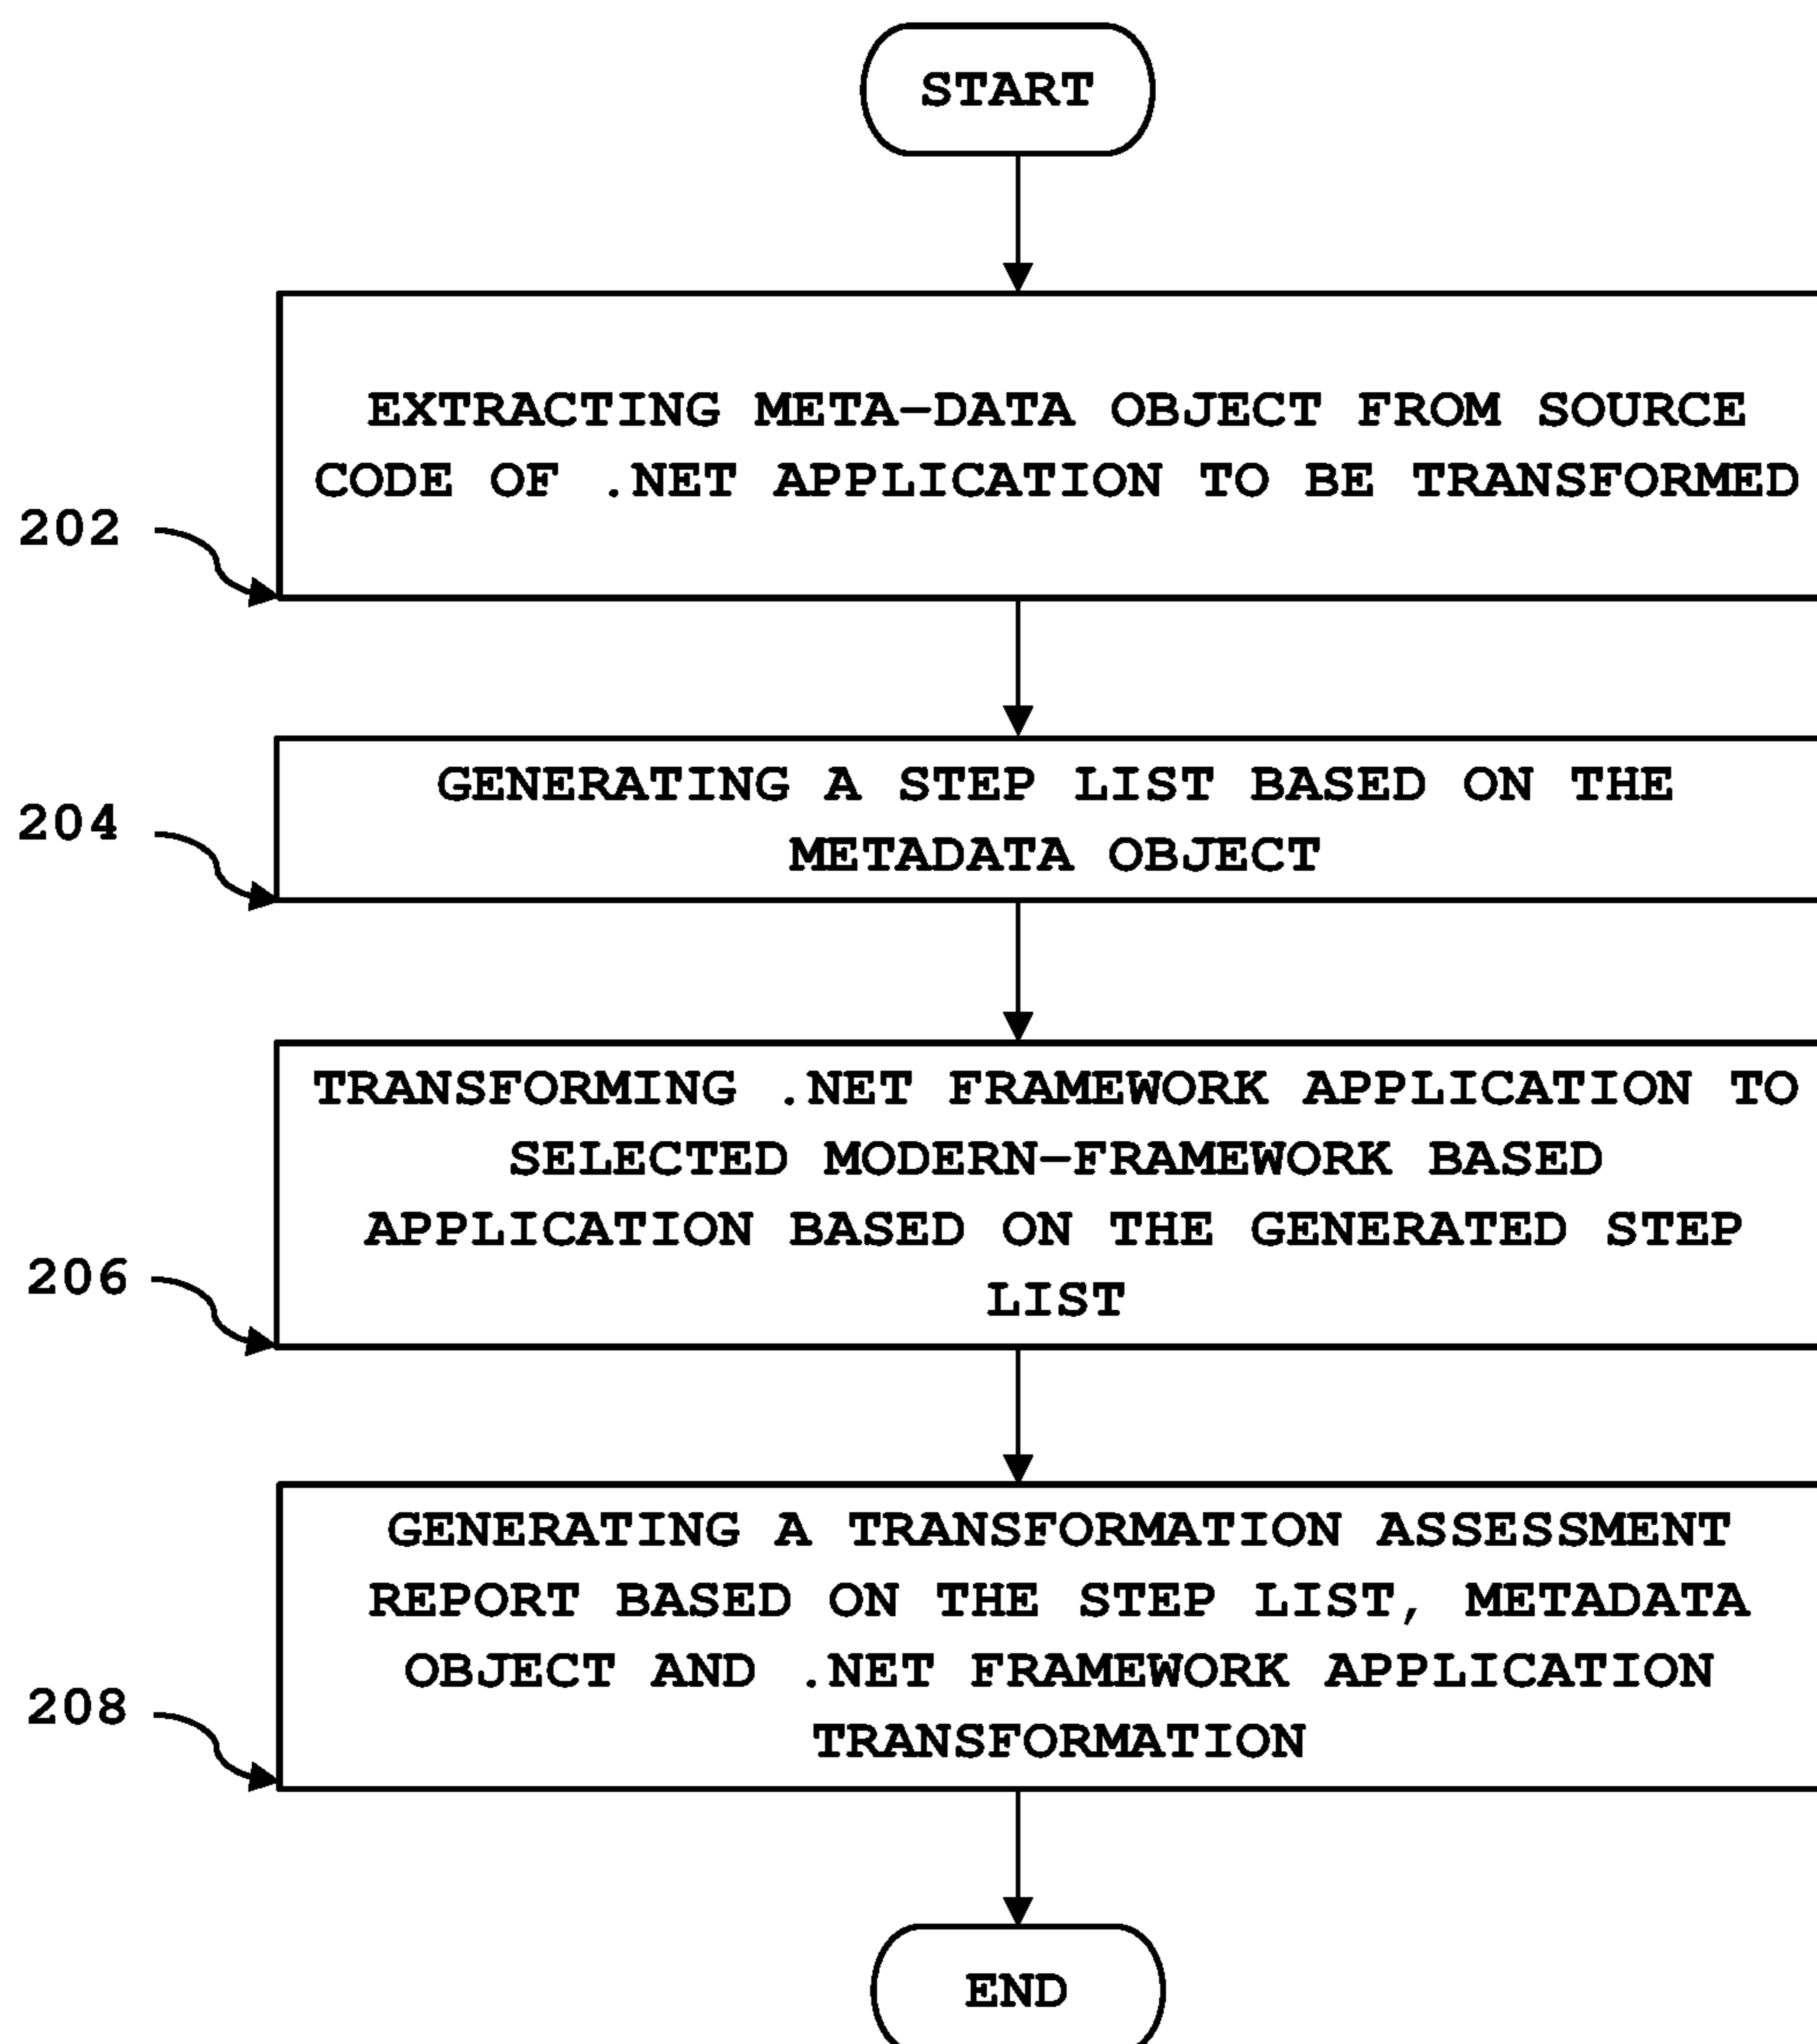 START
EXTRACTING META-DATA OBJECT FROM SOURCE
CODE OF .NET APPLICATION TO BE TRANSFORMED
202
GENERATING A STEP LIST BASED ON THE
METADATA OBJECT
204
TRANSFORMING .NET FRAMEWORK APPLICATION TO
SELECTED MODERN-FRAMEWORK BASED
APPLICATION BASED ON THE GENERATED STEP
LIST
206
GENERATING A TRANSFORMATION ASSESSMENT
REPORT BASED ON THE STEP LIST, METADATA
OBJECT AND .NET FRAMEWORK APPLICATION
TRANSFORMATION
208
END